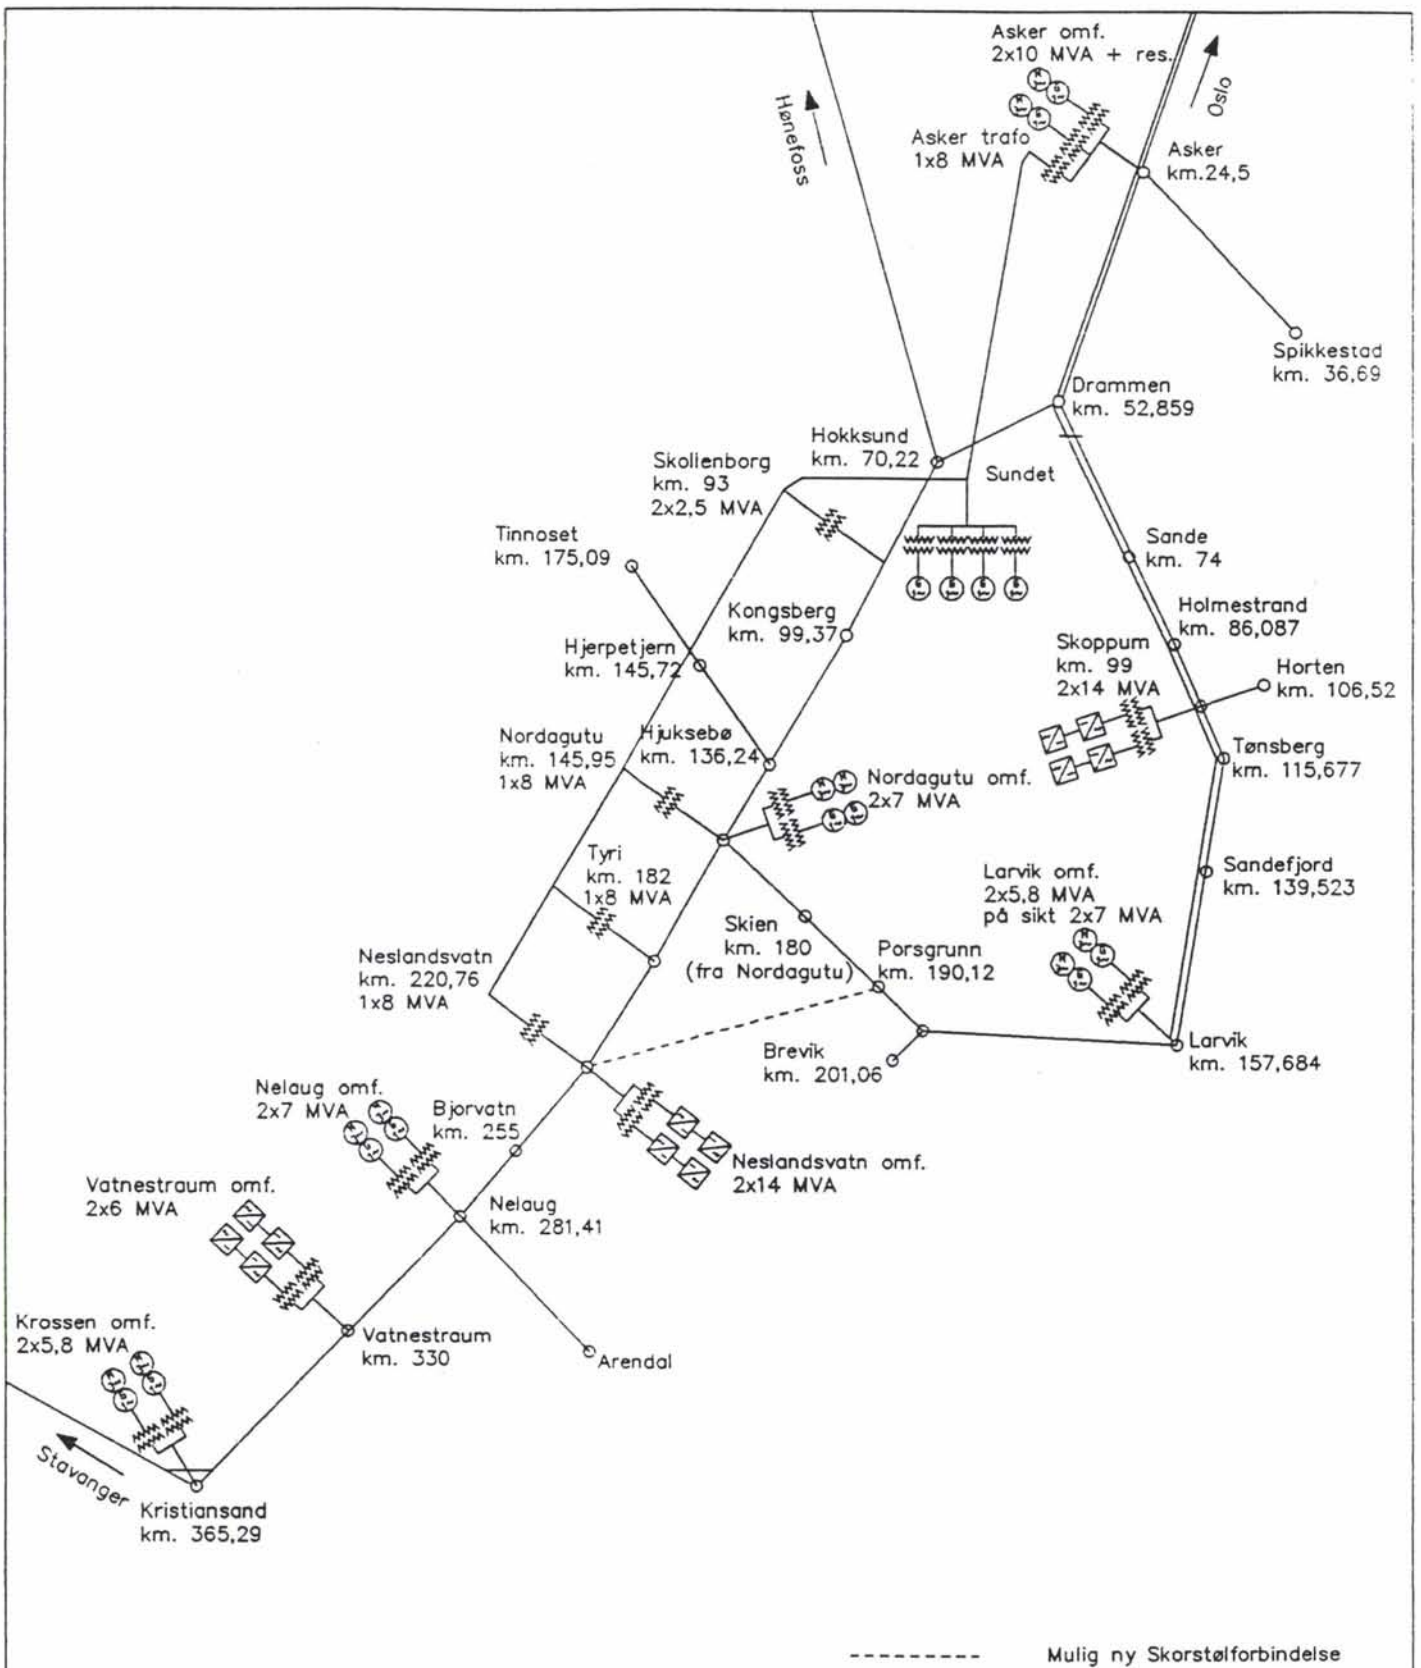 Asker omf.
2x10 MVA + res.
Oslo
Hønefoss
Asker trafo
1x8 MVA
Asker
km.24,5
Spikkestad
km. 36,69
Drammen
km. 52,859
Hokksund
km. 70,22
Skollenborg
km. 93
2x2,5 MVA
Sundet
Tinnoset
km. 175,09
Sande
km. 74
Kongsberg
km. 99,37
Holmestrand
km. 86,087
Hjerpetjern
km. 145,72
Skoppum
km. 99
2x14 MVA
Horten
km. 106,52
Nordagutu
km. 145,95
1x8 MVA
Hjuksebø
km. 136,24
Tønsberg
km. 115,677
Nordagutu omf.
2x7 MVA
Tyri
km. 182
1x8 MVA
Larvik omf.
2x5,8 MVA
på sikt 2x7 MVA
Sandefjord
km. 139,523
Skien
km. 180
(fra Nordagutu)
Porsgrunn
km. 190,12
Neslandsvatn
km. 220,76
1x8 MVA
Brevik
km. 201,06
Larvik
km. 157,684
Nelaug omf.
2x7 MVA
Bjorvatn
km. 255
Neslandsvatn omf.
2x14 MVA
Vatnestraum omf.
2x6 MVA
Nelaug
km. 281,41
Krossen omf.
2x5,8 MVA
Vatnestraum
km. 330
Arendal
Stavanger
Kristiansand
km. 365,29
Mulig ny Skorstølforbindelse